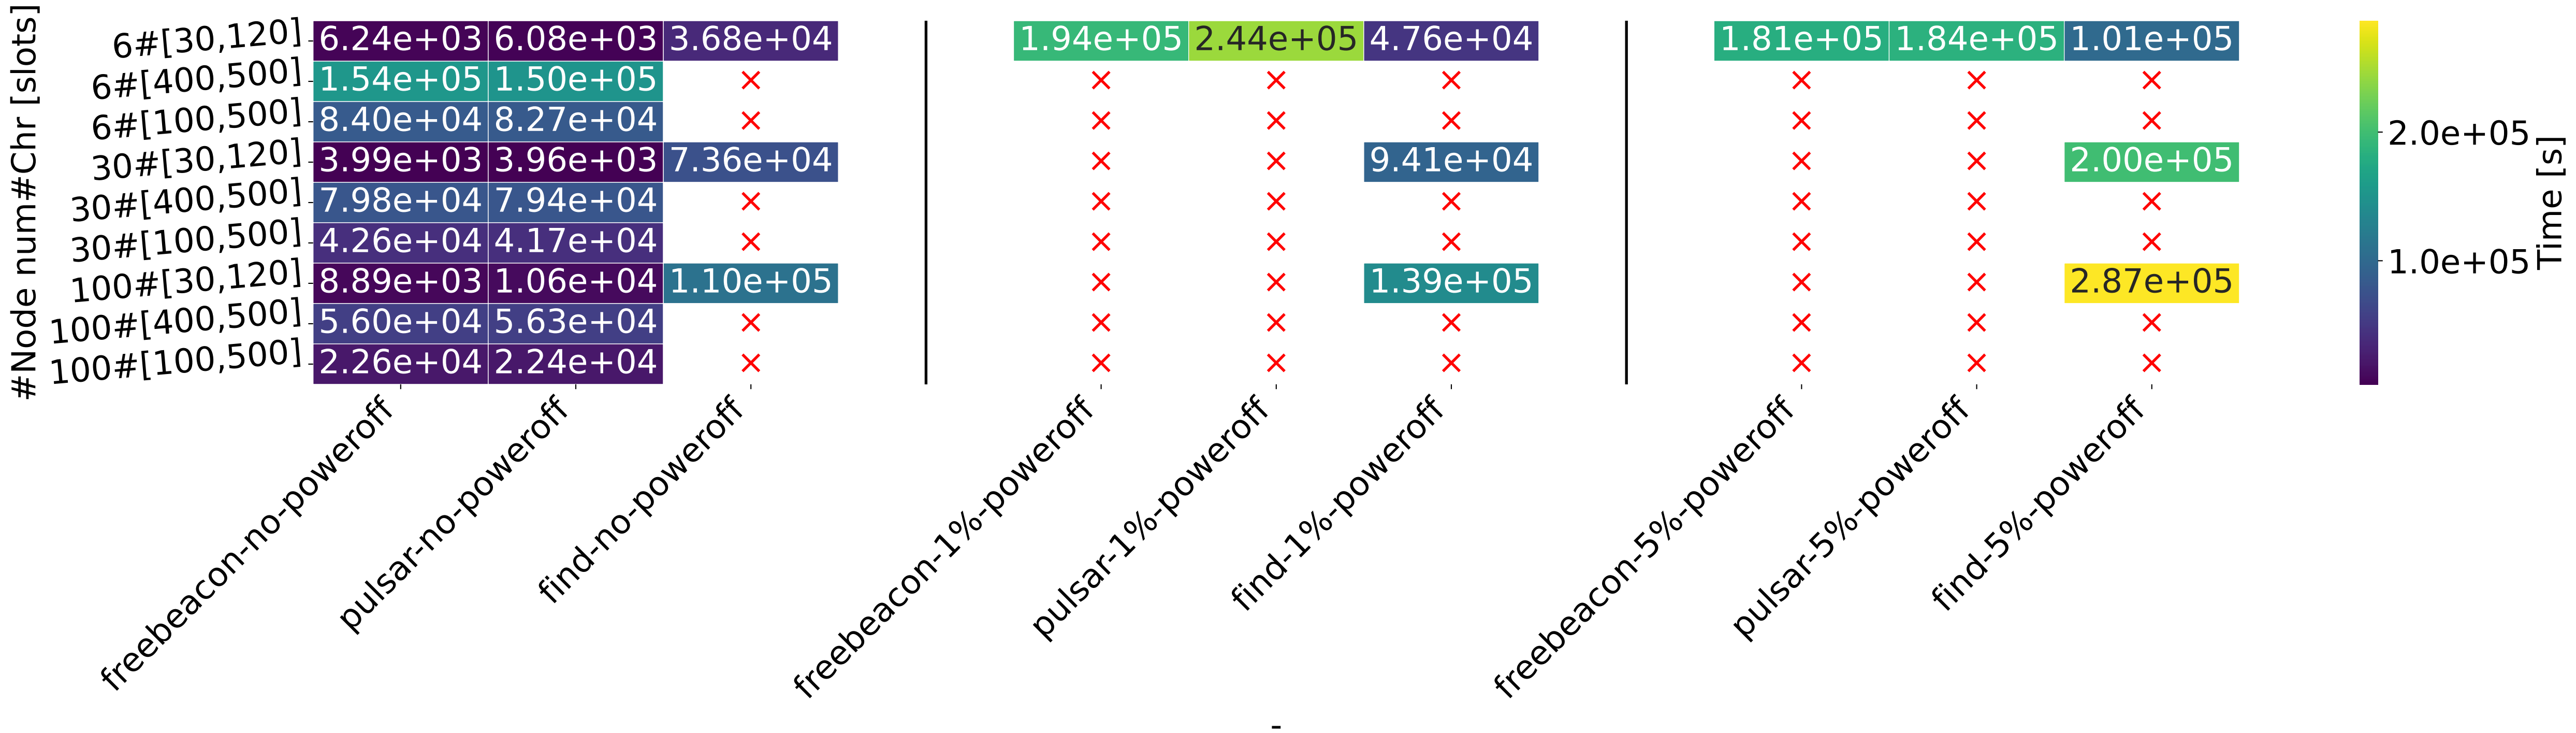 #Node num#Chr [slots]
6#[30,120] 6.24e+03 6.08e+03 3.68e+04 1.94e+05 2.44e+05 4.76e+04 1.81e+05 1.84e+05 1.01e+05
6#[400,500] 1.54e+05 1.50e+05 × × × × × × ×
6#[100,500] 8.40e+04 8.27e+04 × × × × × × ×
30#[30,120] 3.99e+03 3.96e+03 7.36e+04 × × 9.41e+04 × × 2.00e+05
30#[400,500] 7.98e+04 7.94e+04 × × × × × × ×
30#[100,500] 4.26e+04 4.17e+04 × × × × × × ×
100#[30,120] 8.89e+03 1.06e+04 1.10e+05 × × 1.39e+05 × × 2.87e+05
100#[400,500] 5.60e+04 5.63e+04 × × × × × × ×
100#[100,500] 2.26e+04 2.24e+04 × × × × × × ×
freebeacon-no-poweroff
pulsar-no-poweroff
find-no-poweroff
freebeacon-1%-poweroff
pulsar-1%-poweroff
find-1%-poweroff
freebeacon-5%-poweroff
pulsar-5%-poweroff
find-5%-poweroff
-
2.0e+05
1.0e+05
Time [s]